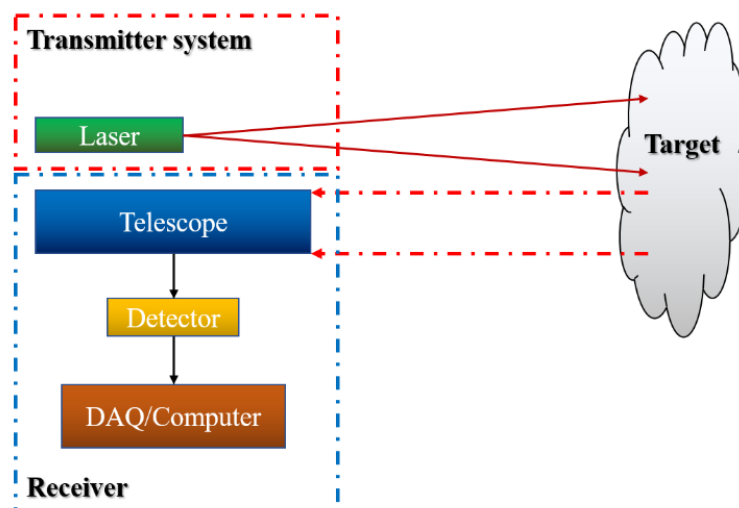 Transmitter system
Laser
Target
Telescope
Detector
DAQ/Computer
Receiver